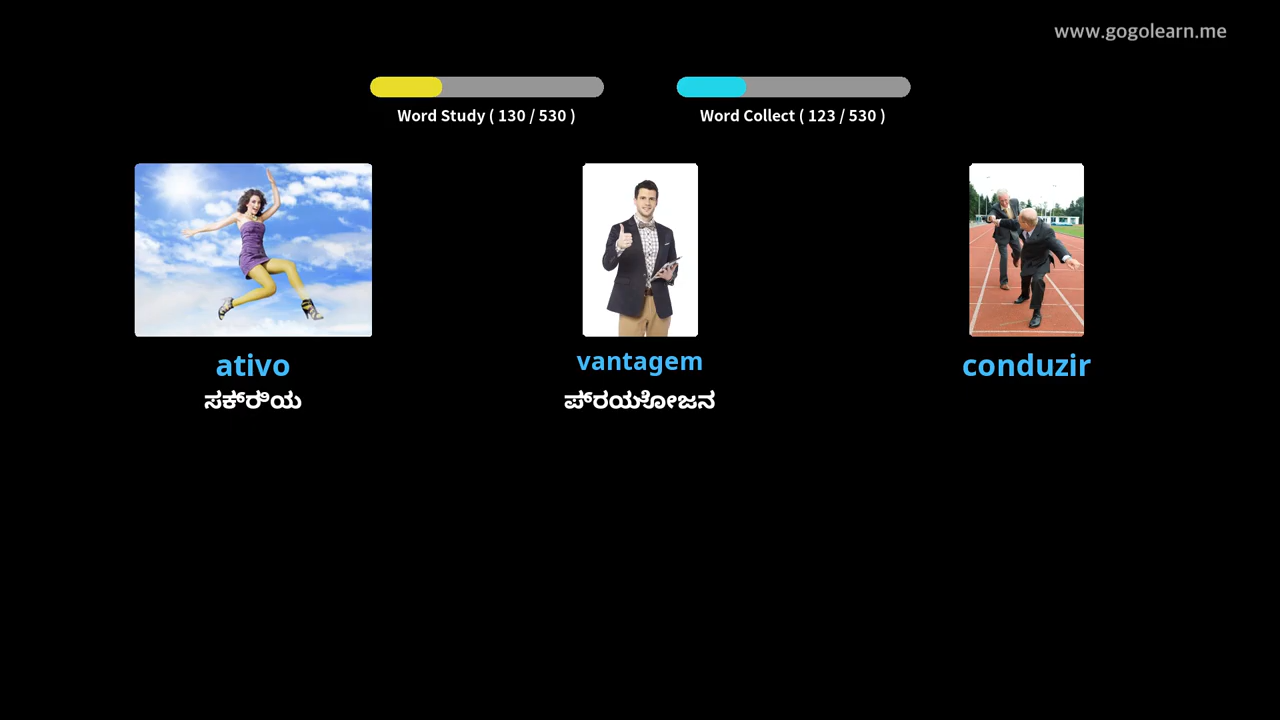 www.gogolearn.me
Word Study ( 130 / 530 )
Word Collect ( 123 / 530 )
ativo
vantagem
conduzir
ಸಕ್ರಿಯ
ಪ್ರಯೋಜನ